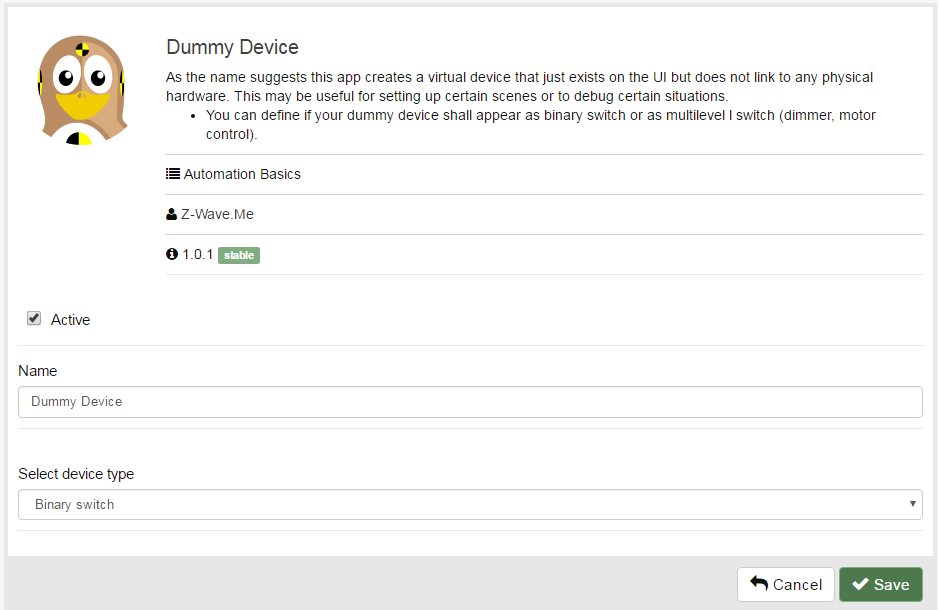 Dummy Device
As the name suggests this app creates a virtual device that just exists on the UI but does not link to any physical
hardware. This may be useful for setting up certain scenes or to debug certain situations.
• You can define if your dummy device shall appear as binary switch or as multilevel l switch (dimmer, motor
control).
Automation Basics
Z-Wave.Me
1.0.1 stable
Active
Name
Dummy Device
Select device type
Binary switch
Cancel Save